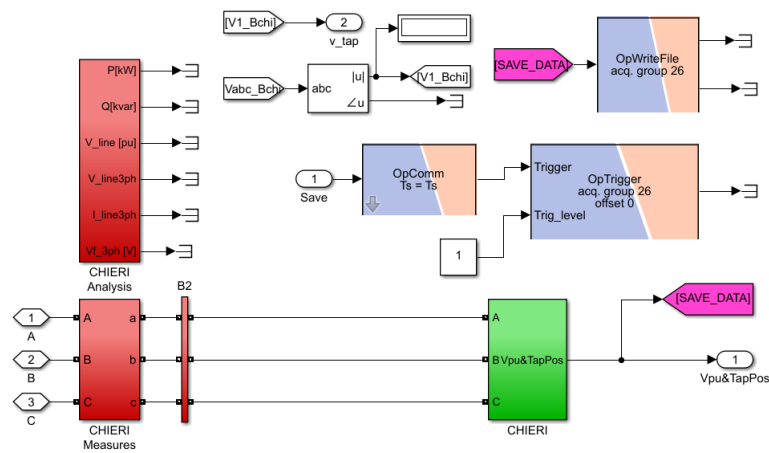 [V1_Bchi]
2
v_tap
Vabc_Bchi
abc
|u|
∠u
[V1_Bchi]
[SAVE_DATA]
OpWriteFile
acq. group 26
P[kW]
Q[kvar]
V_line [pu]
V_line3ph
I_line3ph
Vf_3ph [V]
CHIERI
Analysis
1
Save
OpComm
Ts = Ts
Trigger
Trig_level
OpTrigger
acq. group 26
offset 0
1
B2
[SAVE_DATA]
1
A
2
B
3
C
A
B
C
a
b
c
CHIERI
Measures
A
B
C
Vpu&TapPos
CHIERI
1
Vpu&TapPos